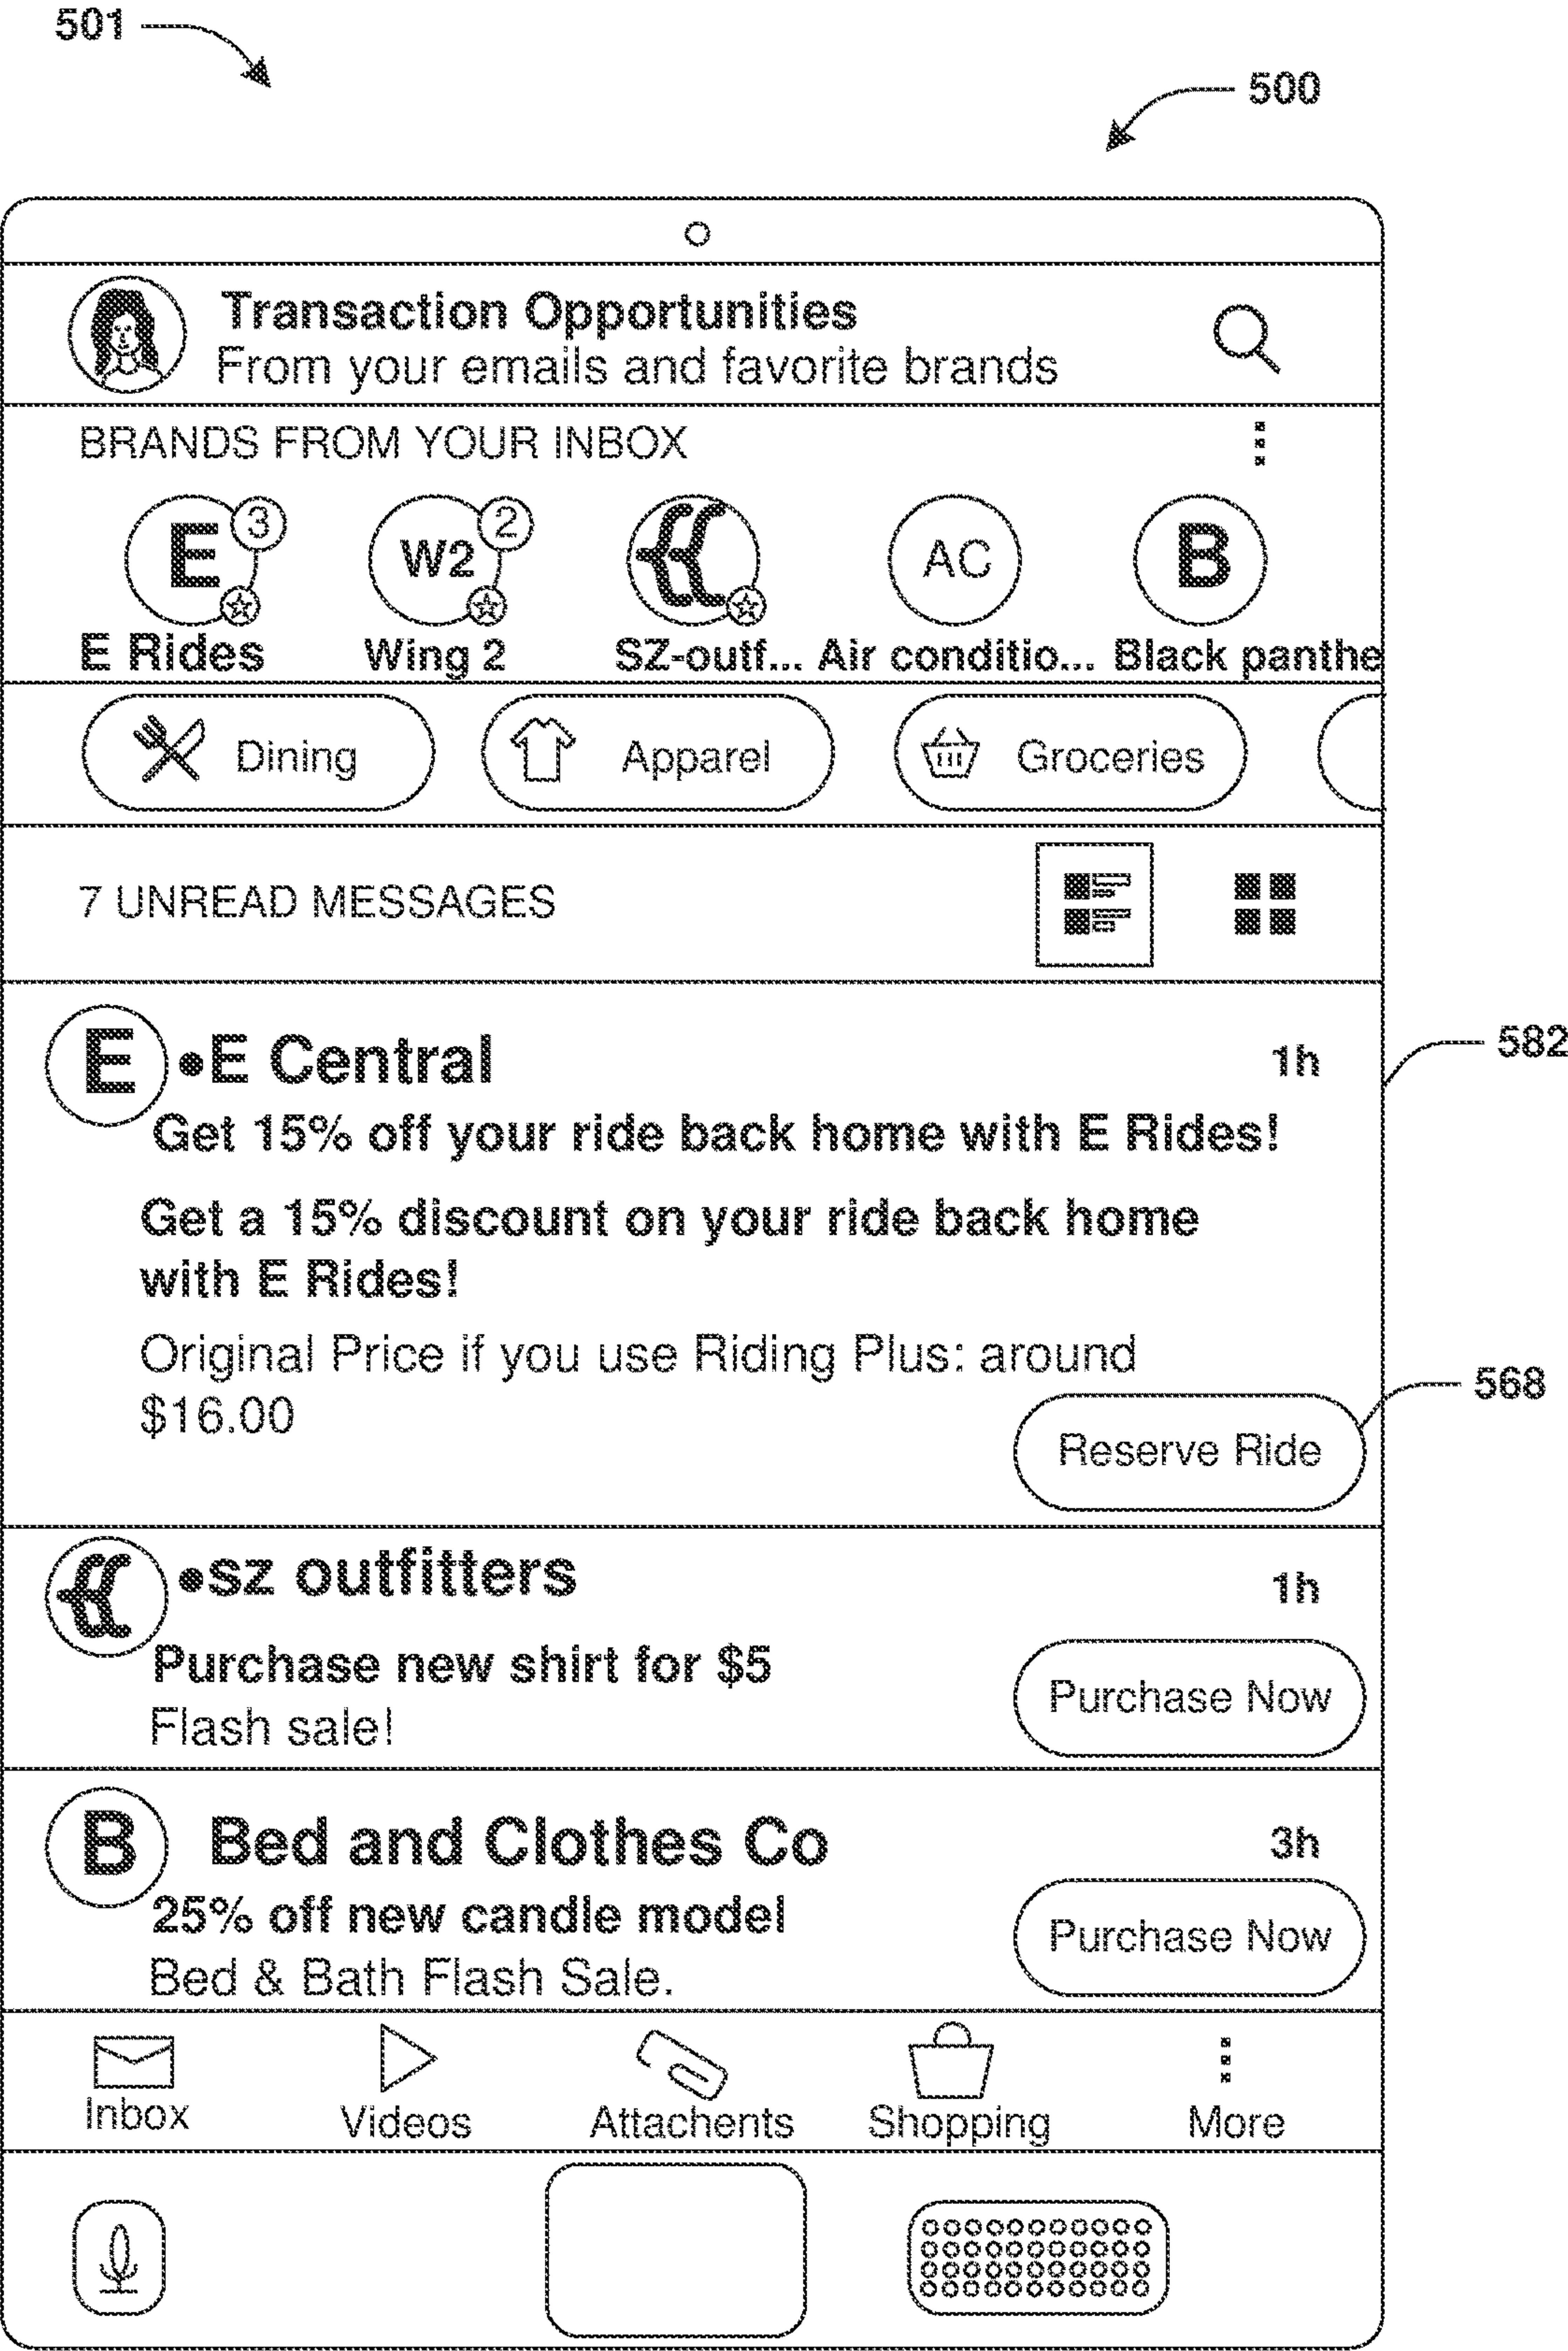 501
500
Transaction Opportunities
From your emails and favorite brands
BRANDS FROM YOUR INBOX
E 3 W2 2 AC B
E Rides Wing 2 SZ-outf... Air conditio... Black panthe
Dining Apparel Groceries
7 UNREAD MESSAGES
E •E Central 1h
582
Get 15% off your ride back home with E Rides!
Get a 15% discount on your ride back home
with E Rides!
Original Price if you use Riding Plus: around
$16.00
568
Reserve Ride
•sz outfitters 1h
Purchase new shirt for $5
Purchase Now
Flash sale!
B Bed and Clothes Co 3h
25% off new candle model
Purchase Now
Bed & Bath Flash Sale.
Inbox Videos Attachents Shopping More